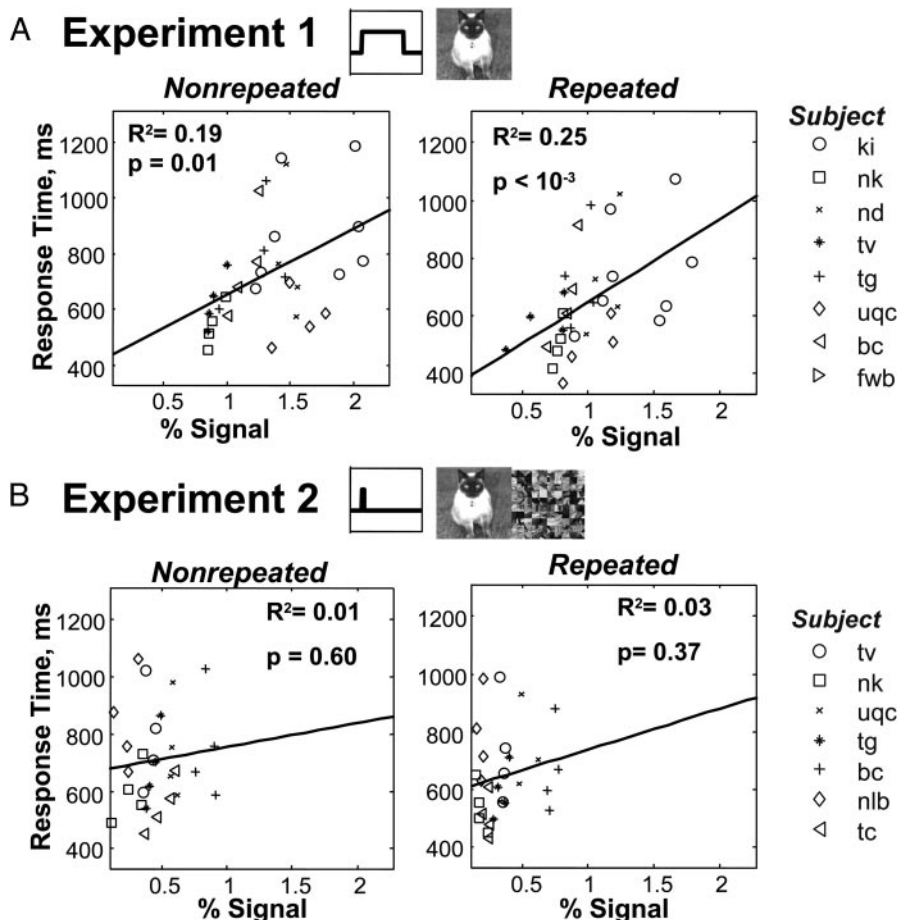 A Experiment 1
Nonrepeated
Repeated
Response Time, ms
1200
1000
800
600
400
R²= 0.19
p = 0.01
0.5 1 1.5 2
% Signal
1200
1000
800
600
400
R²= 0.25
p < 10⁻³
0.5 1 1.5 2
% Signal
Subject
ki
nk
nd
tv
tg
uqc
bc
fwb
B Experiment 2
Nonrepeated
Repeated
Response Time, ms
1200
1000
800
600
400
R²= 0.01
p = 0.60
0.5 1 1.5 2
% Signal
1200
1000
800
600
400
R²= 0.03
p= 0.37
0.5 1 1.5 2
% Signal
Subject
tv
nk
uqc
tg
bc
nlb
tc